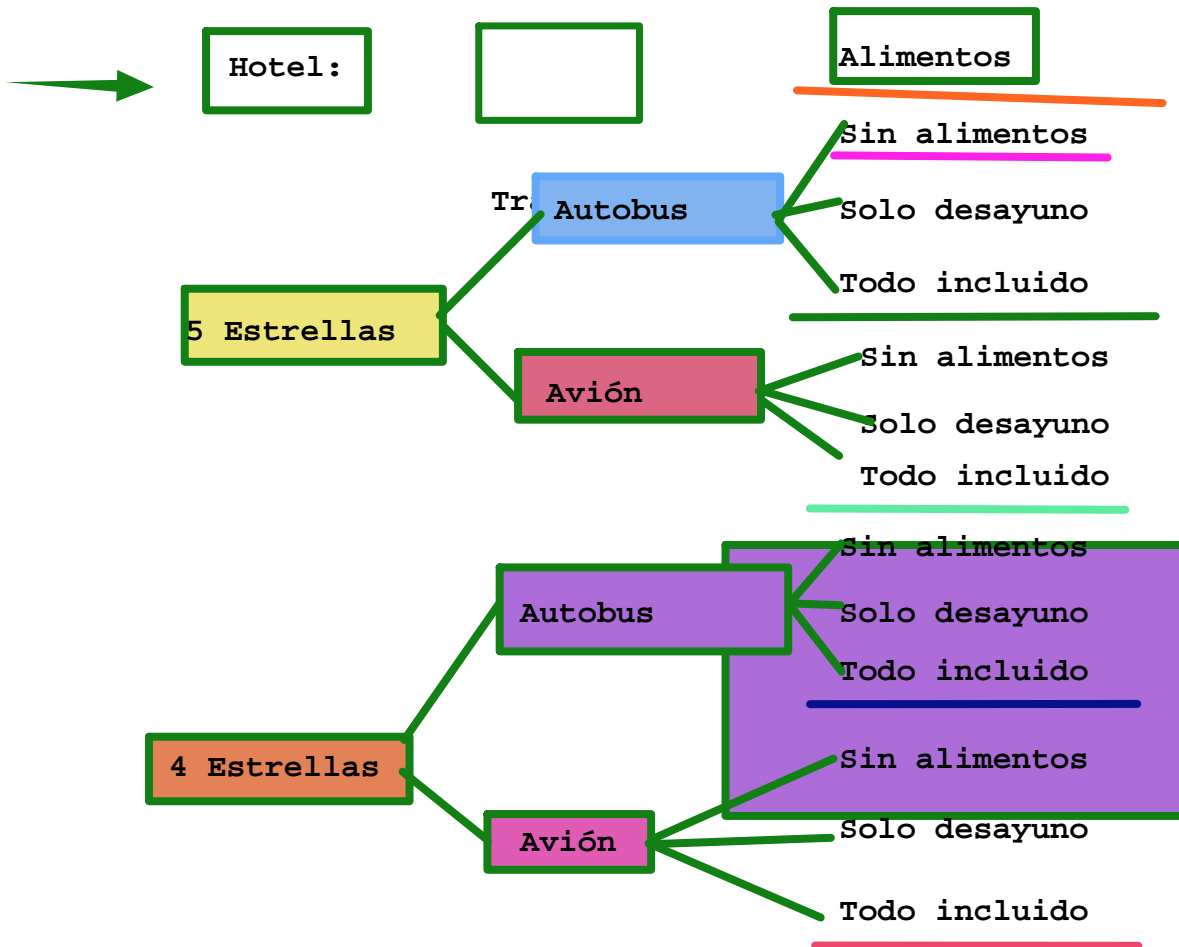 Hotel:
Alimentos
Sin alimentos
Autobus
Solo desayuno
Todo incluido
5 Estrellas
Sin alimentos
Avión
Solo desayuno
Todo incluido
Sin alimentos
Autobus
Solo desayuno
Todo incluido
4 Estrellas
Sin alimentos
Avión
Solo desayuno
Todo incluido